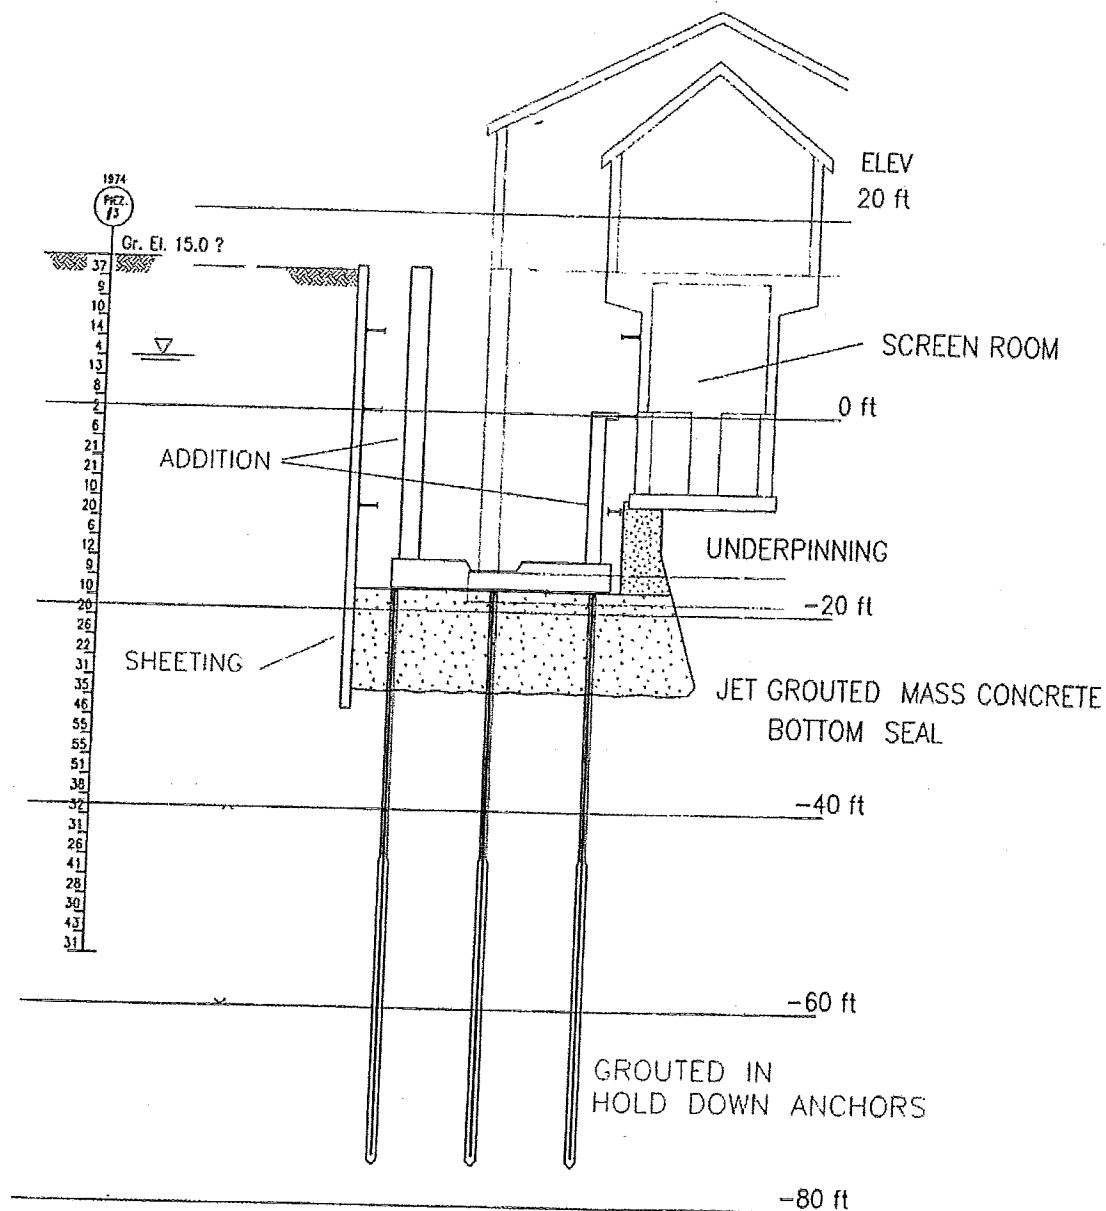 1974
PIEZ.
13
Gr. El. 15.0 ?
37
9
10
14
4
13
8
2
6
21
21
10
20
6
12
9
10
20
26
22
31
35
46
55
55
51
38
32
31
26
41
28
30
43
31
ELEV
20 ft
SCREEN ROOM
0 ft
ADDITION
UNDERPINNING
-20 ft
SHEETING
JET GROUTED MASS CONCRETE
BOTTOM SEAL
-40 ft
-60 ft
GROUTED IN
HOLD DOWN ANCHORS
-80 ft